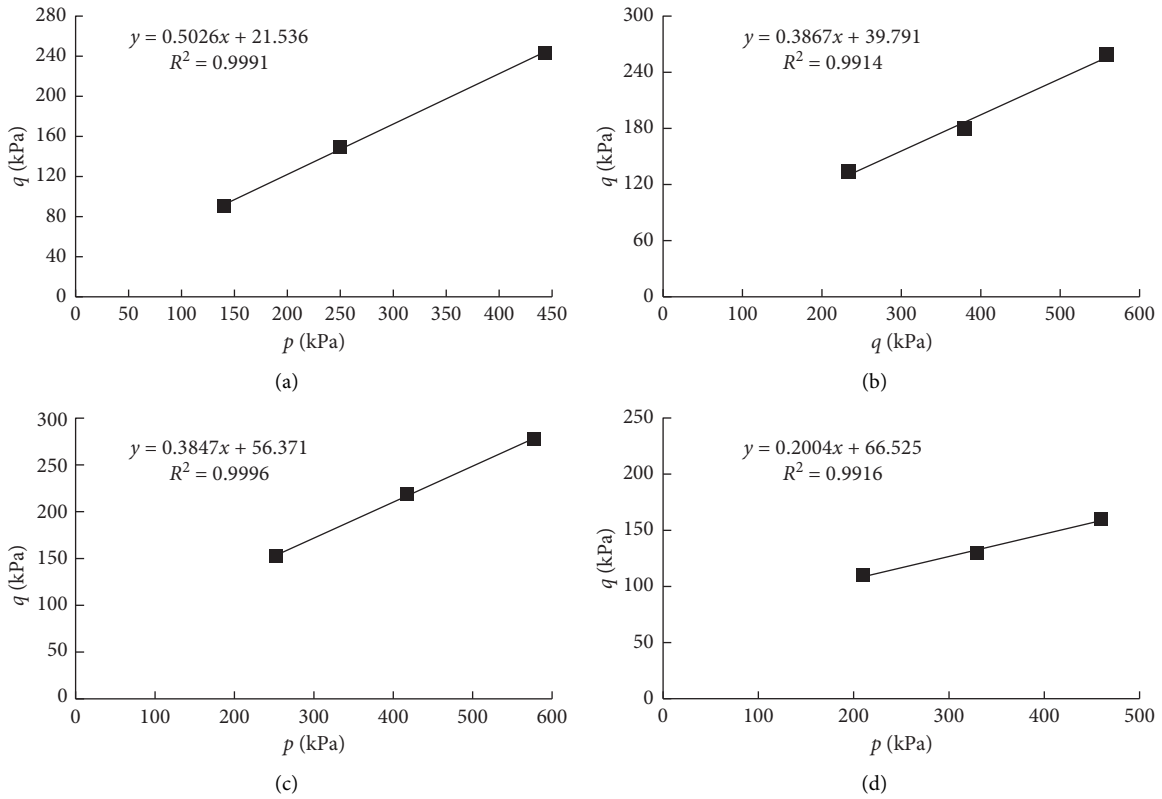 280
240
200
160
120
80
40
0
q (kPa)
y = 0.5026x + 21.536
R² = 0.9991
0 50 100 150 200 250 300 350 400 450
p (kPa)
(a)
300
240
180
120
60
0
q (kPa)
y = 0.3867x + 39.791
R² = 0.9914
0 100 200 300 400 500 600
q (kPa)
(b)
300
250
200
150
100
50
0
q (kPa)
y = 0.3847x + 56.371
R² = 0.9996
0 100 200 300 400 500 600
p (kPa)
(c)
250
200
150
100
50
0
q (kPa)
y = 0.2004x + 66.525
R² = 0.9916
0 100 200 300 400 500
p (kPa)
(d)